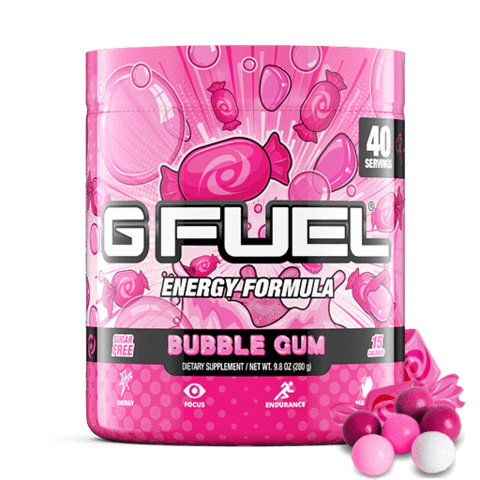 40
SERVINGS
G FUEL®
ENERGY FORMULA
SUGAR
FREE
BUBBLE GUM
15
CALORIES
DIETARY SUPPLEMENT / NET WT. 9.8 OZ (280 g)
ENERGY
FOCUS
ENDURANCE